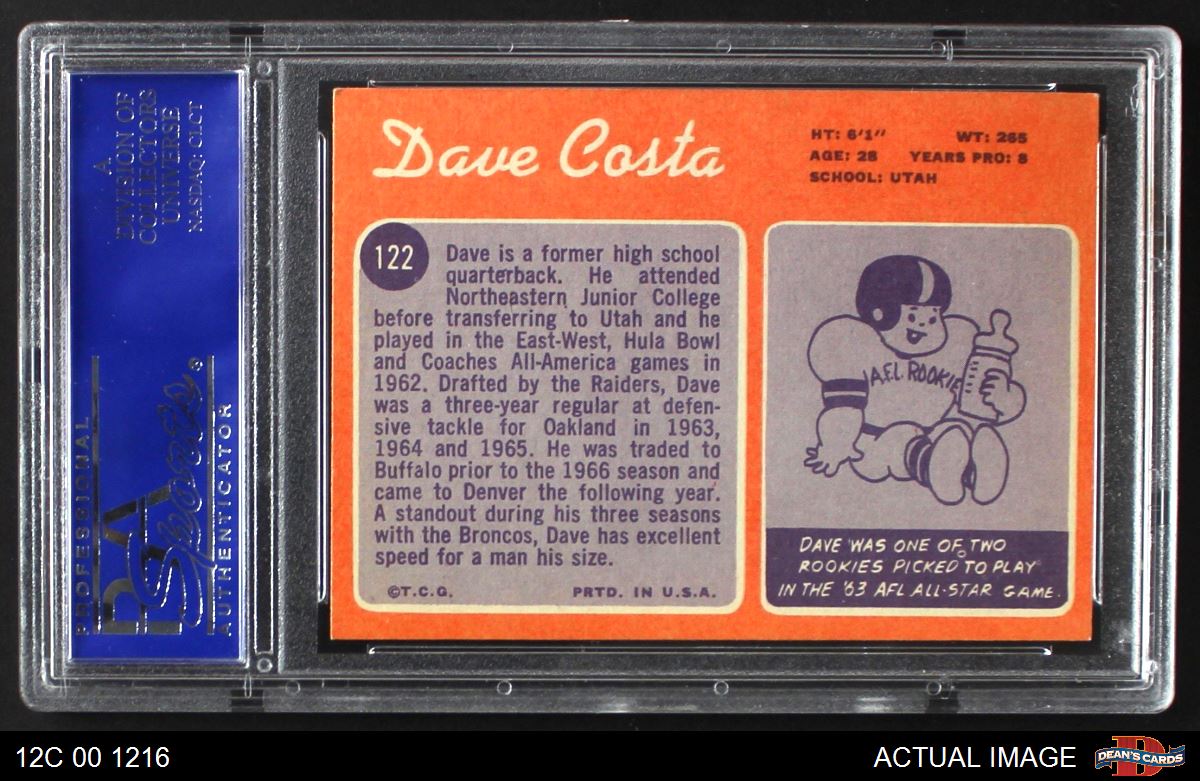 A
DIVISION OF
COLLECTORS
UNIVERSE
NASDAQ: CLCT
PROFESSIONAL
PSA
Sports®
AUTHENTICATOR
Dave Costa
HT: 6'1" WT: 265
AGE: 28 YEARS PRO: 8
SCHOOL: UTAH
122
Dave is a former high school
quarterback. He attended
Northeastern Junior College
before transferring to Utah and he
played in the East-West, Hula Bowl
and Coaches All-America games in
1962. Drafted by the Raiders, Dave
was a three-year regular at defen-
sive tackle for Oakland in 1963,
1964 and 1965. He was traded to
Buffalo prior to the 1966 season and
came to Denver the following year.
A standout during his three seasons
with the Broncos, Dave has excellent
speed for a man his size.
©T.C.G. PRTD. IN U.S.A.
A.F.L. ROOKIE
DAVE WAS ONE OF TWO
ROOKIES PICKED TO PLAY
IN THE '63 AFL ALL-STAR GAME.
12C 00 1216
ACTUAL IMAGE
D
DEAN'S CARDS